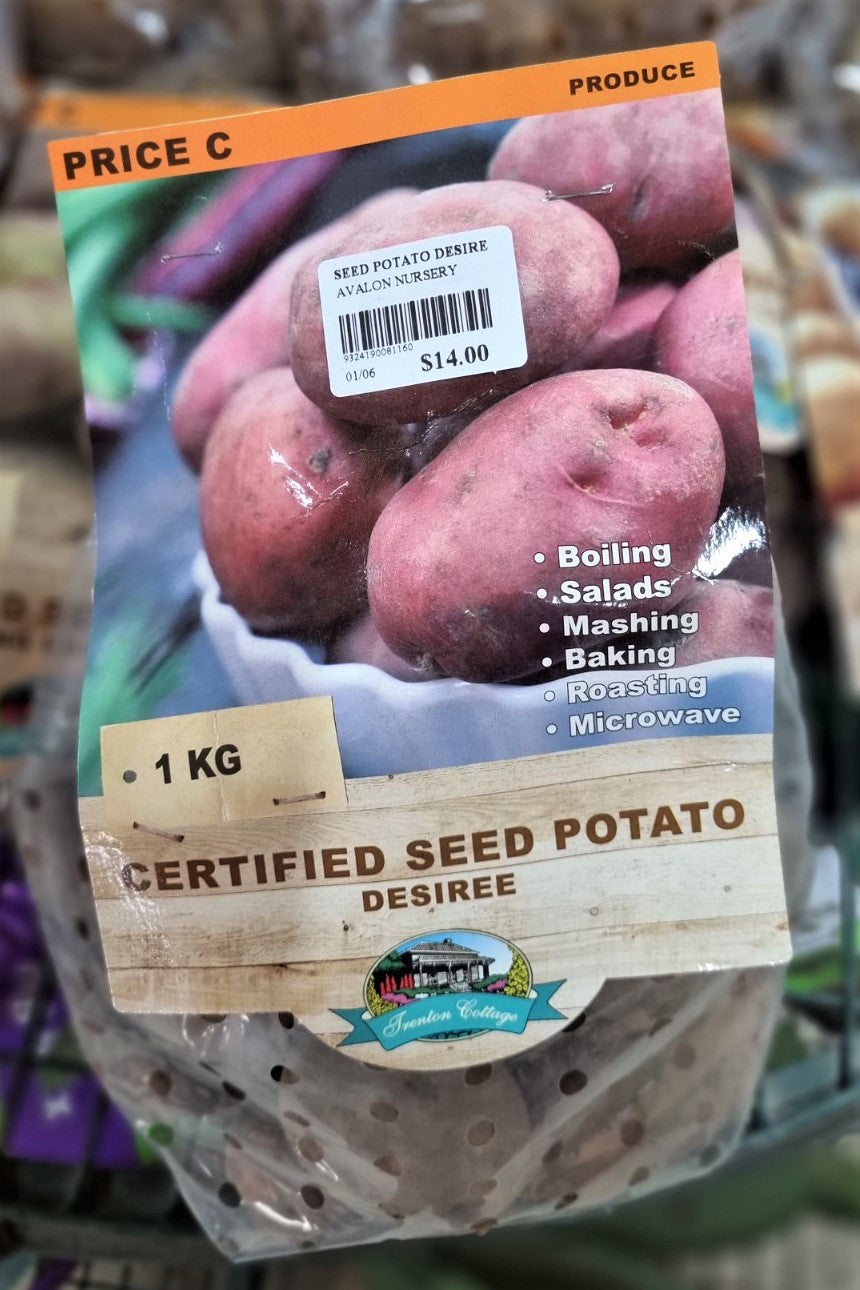 PRODUCE
PRICE C
SEED POTATO DESIRE
AVALON NURSERY
9324190081160
01/06 $14.00
• Boiling
• Salads
• Mashing
• Baking
• Roasting
• Microwave
• 1 KG
CERTIFIED SEED POTATO
DESIREE
Trenton Cottage